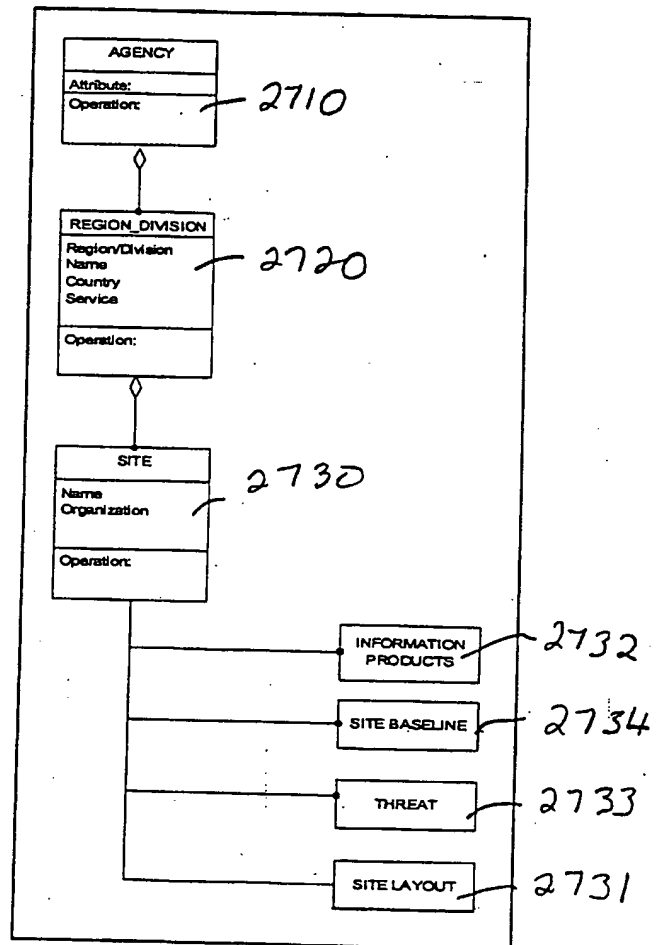 AGENCY
Attribute:
Operation:
2710
REGION_DIVISION
Region/Division
Name
Country
Service
2720
Operation:
SITE
Name
Organization
2730
Operation:
INFORMATION
PRODUCTS
2732
SITE BASELINE
2734
THREAT
2733
SITE LAYOUT
2731